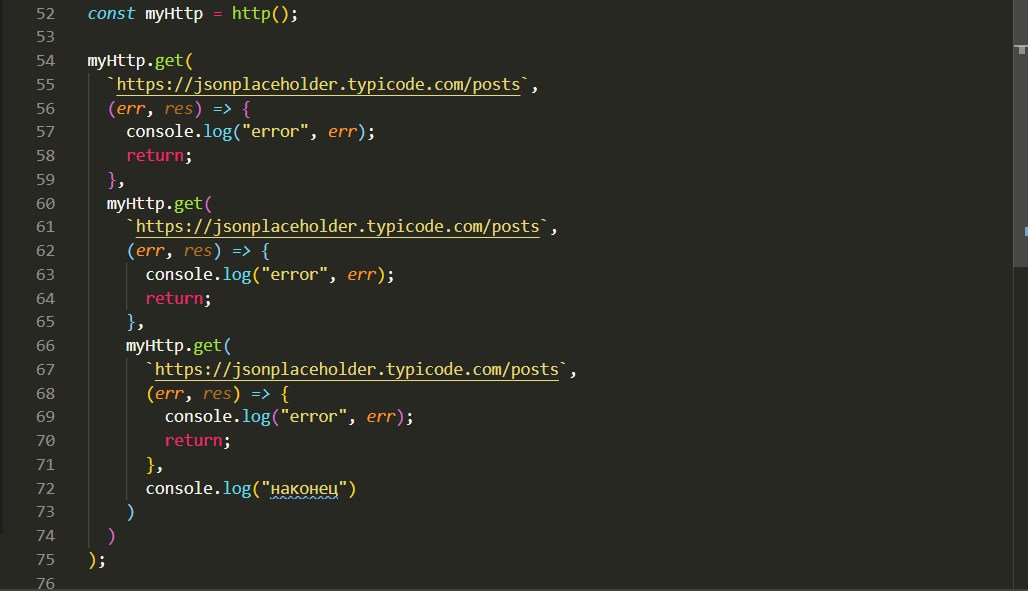 52 const myHttp = http();
53
54 myHttp.get(
55 `https://jsonplaceholder.typicode.com/posts`,
56 (err, res) => {
57 console.log("error", err);
58 return;
59 },
60 myHttp.get(
61 `https://jsonplaceholder.typicode.com/posts`,
62 (err, res) => {
63 console.log("error", err);
64 return;
65 },
66 myHttp.get(
67 `https://jsonplaceholder.typicode.com/posts`,
68 (err, res) => {
69 console.log("error", err);
70 return;
71 },
72 console.log("наконец")
73 )
74 )
75 );
76